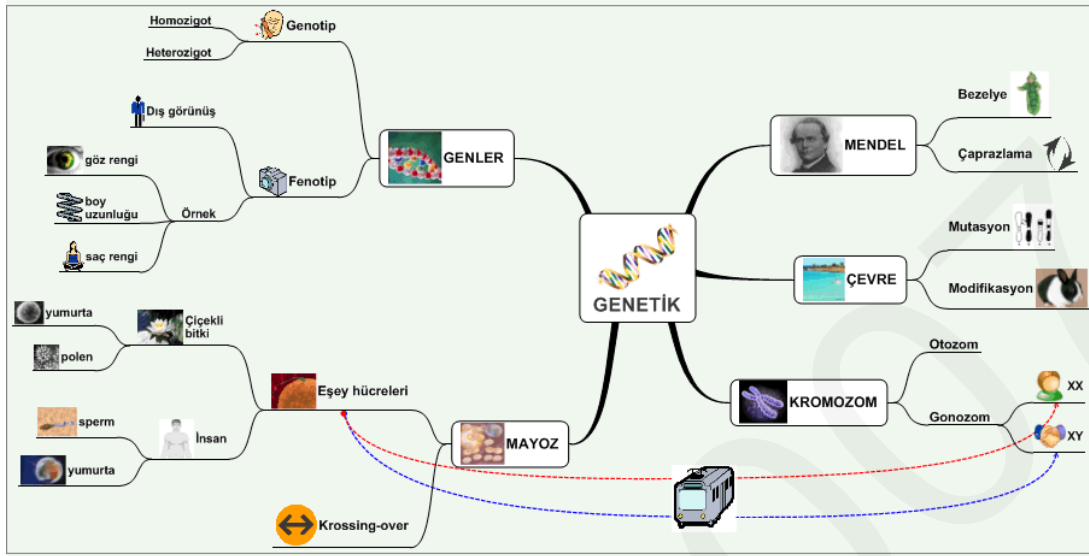 Homozigot
Genotip
Heterozigot
Dış görünüş
göz rengi
Fenotip
boy
uzunluğu
Örnek
saç rengi
GENLER
yumurta
Çiçekli
bitki
polen
Eşey hücreleri
sperm
İnsan
yumurta
MAYOZ
Krossing-over
GENETİK
MENDEL
Bezelye
Çaprazlama
ÇEVRE
Mutasyon
Modifikasyon
KROMOZOM
Otozom
Gonozom
XX
XY